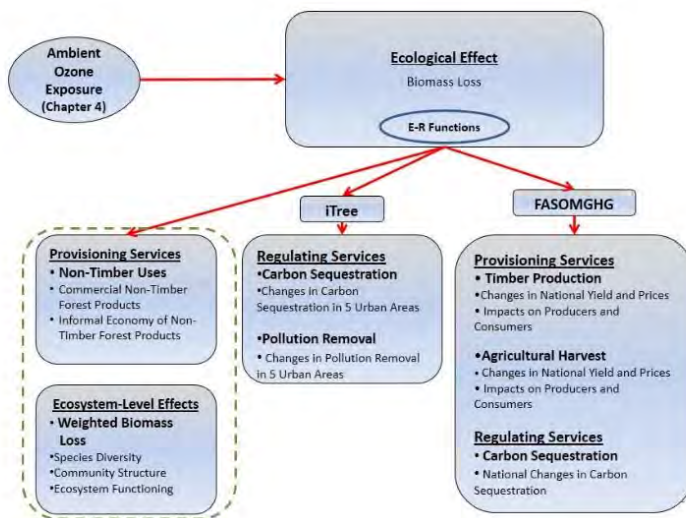 Ambient
Ozone
Exposure
(Chapter 4)
Ecological Effect
Biomass Loss
E-R Functions
iTree
FASOMGHG
Provisioning Services
• Non-Timber Uses
• Commercial Non-Timber
Forest Products
• Informal Economy of Non-
Timber Forest Products
Ecosystem-Level Effects
• Weighted Biomass
Loss
•Species Diversity
•Community Structure
•Ecosystem Functioning
Regulating Services
•Carbon Sequestration
•Changes in Carbon
Sequestration in 5 Urban Areas
•Pollution Removal
• Changes in Pollution Removal
in 5 Urban Areas
Provisioning Services
• Timber Production
•Changes in National Yield and Prices
• Impacts on Producers and
Consumers
•Agricultural Harvest
• Changes in National Yield and Prices
• Impacts on Producers and
Consumers
Regulating Services
• Carbon Sequestration
• National Changes in Carbon
Sequestration